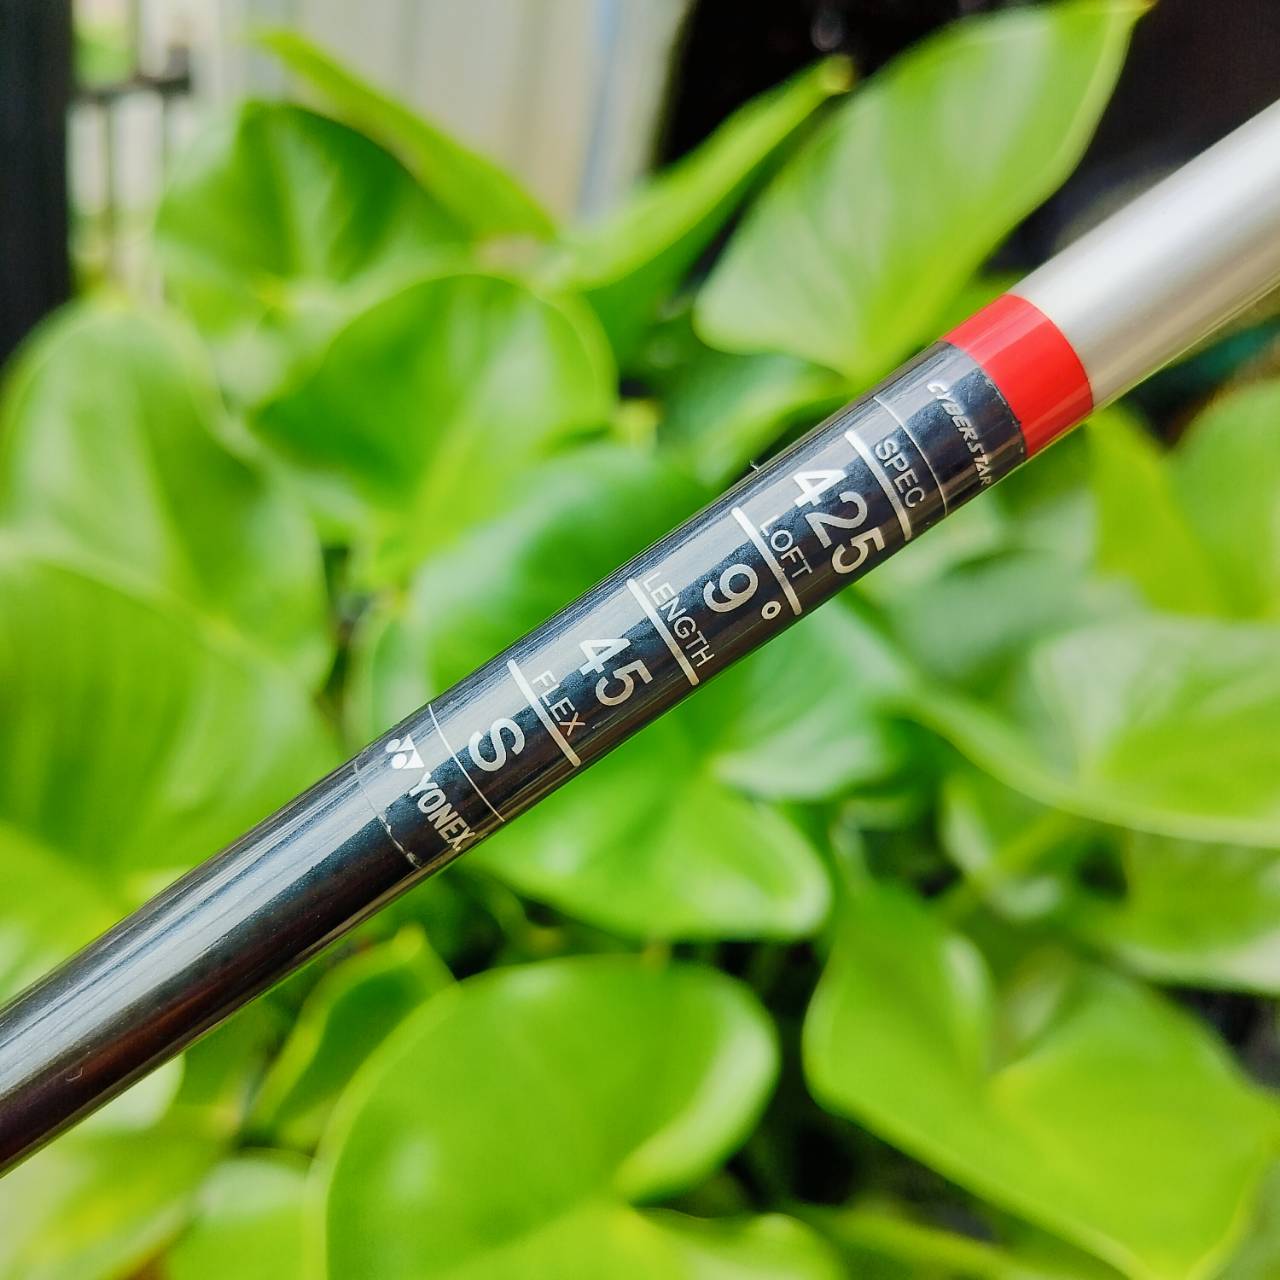 CYBERSTAR
SPEC
425
LOFT
9°
LENGTH
45
FLEX
S
YONEX